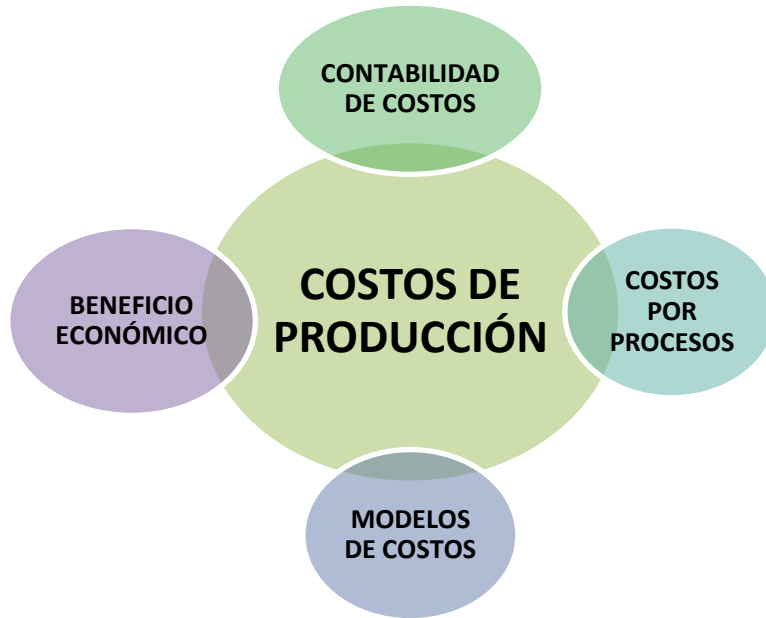 CONTABILIDAD
DE COSTOS
COSTOS DE
PRODUCCIÓN
BENEFICIO
ECONÓMICO
COSTOS
POR
PROCESOS
MODELOS
DE COSTOS